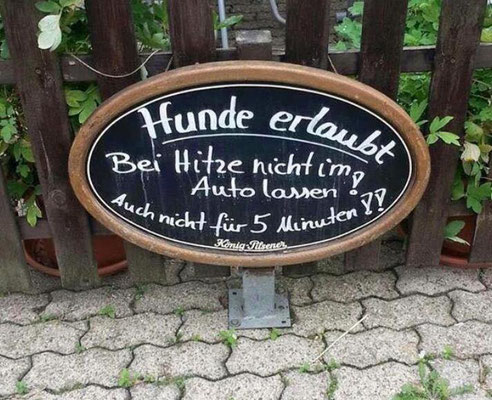 Hunde erlaubt
Bei Hitze nicht im
Auto lassen!
Auch nicht für 5 Minuten!!
König-Pilsener